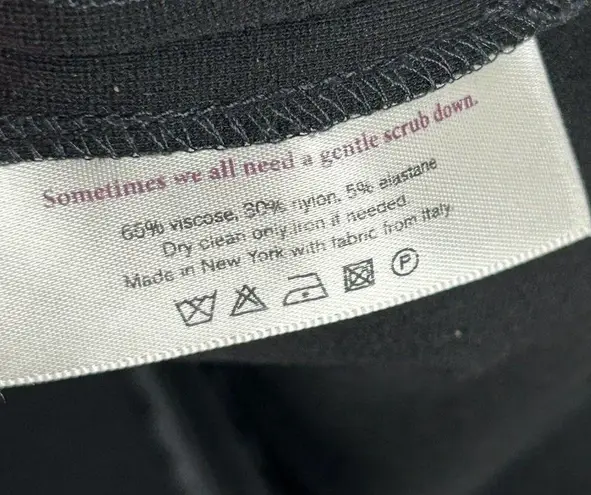 Sometimes we all need a gentle scrub down.
65% viscose, 30% nylon, 5% elastane
Dry clean only iron if needed
Made in New York with fabric from Italy
P